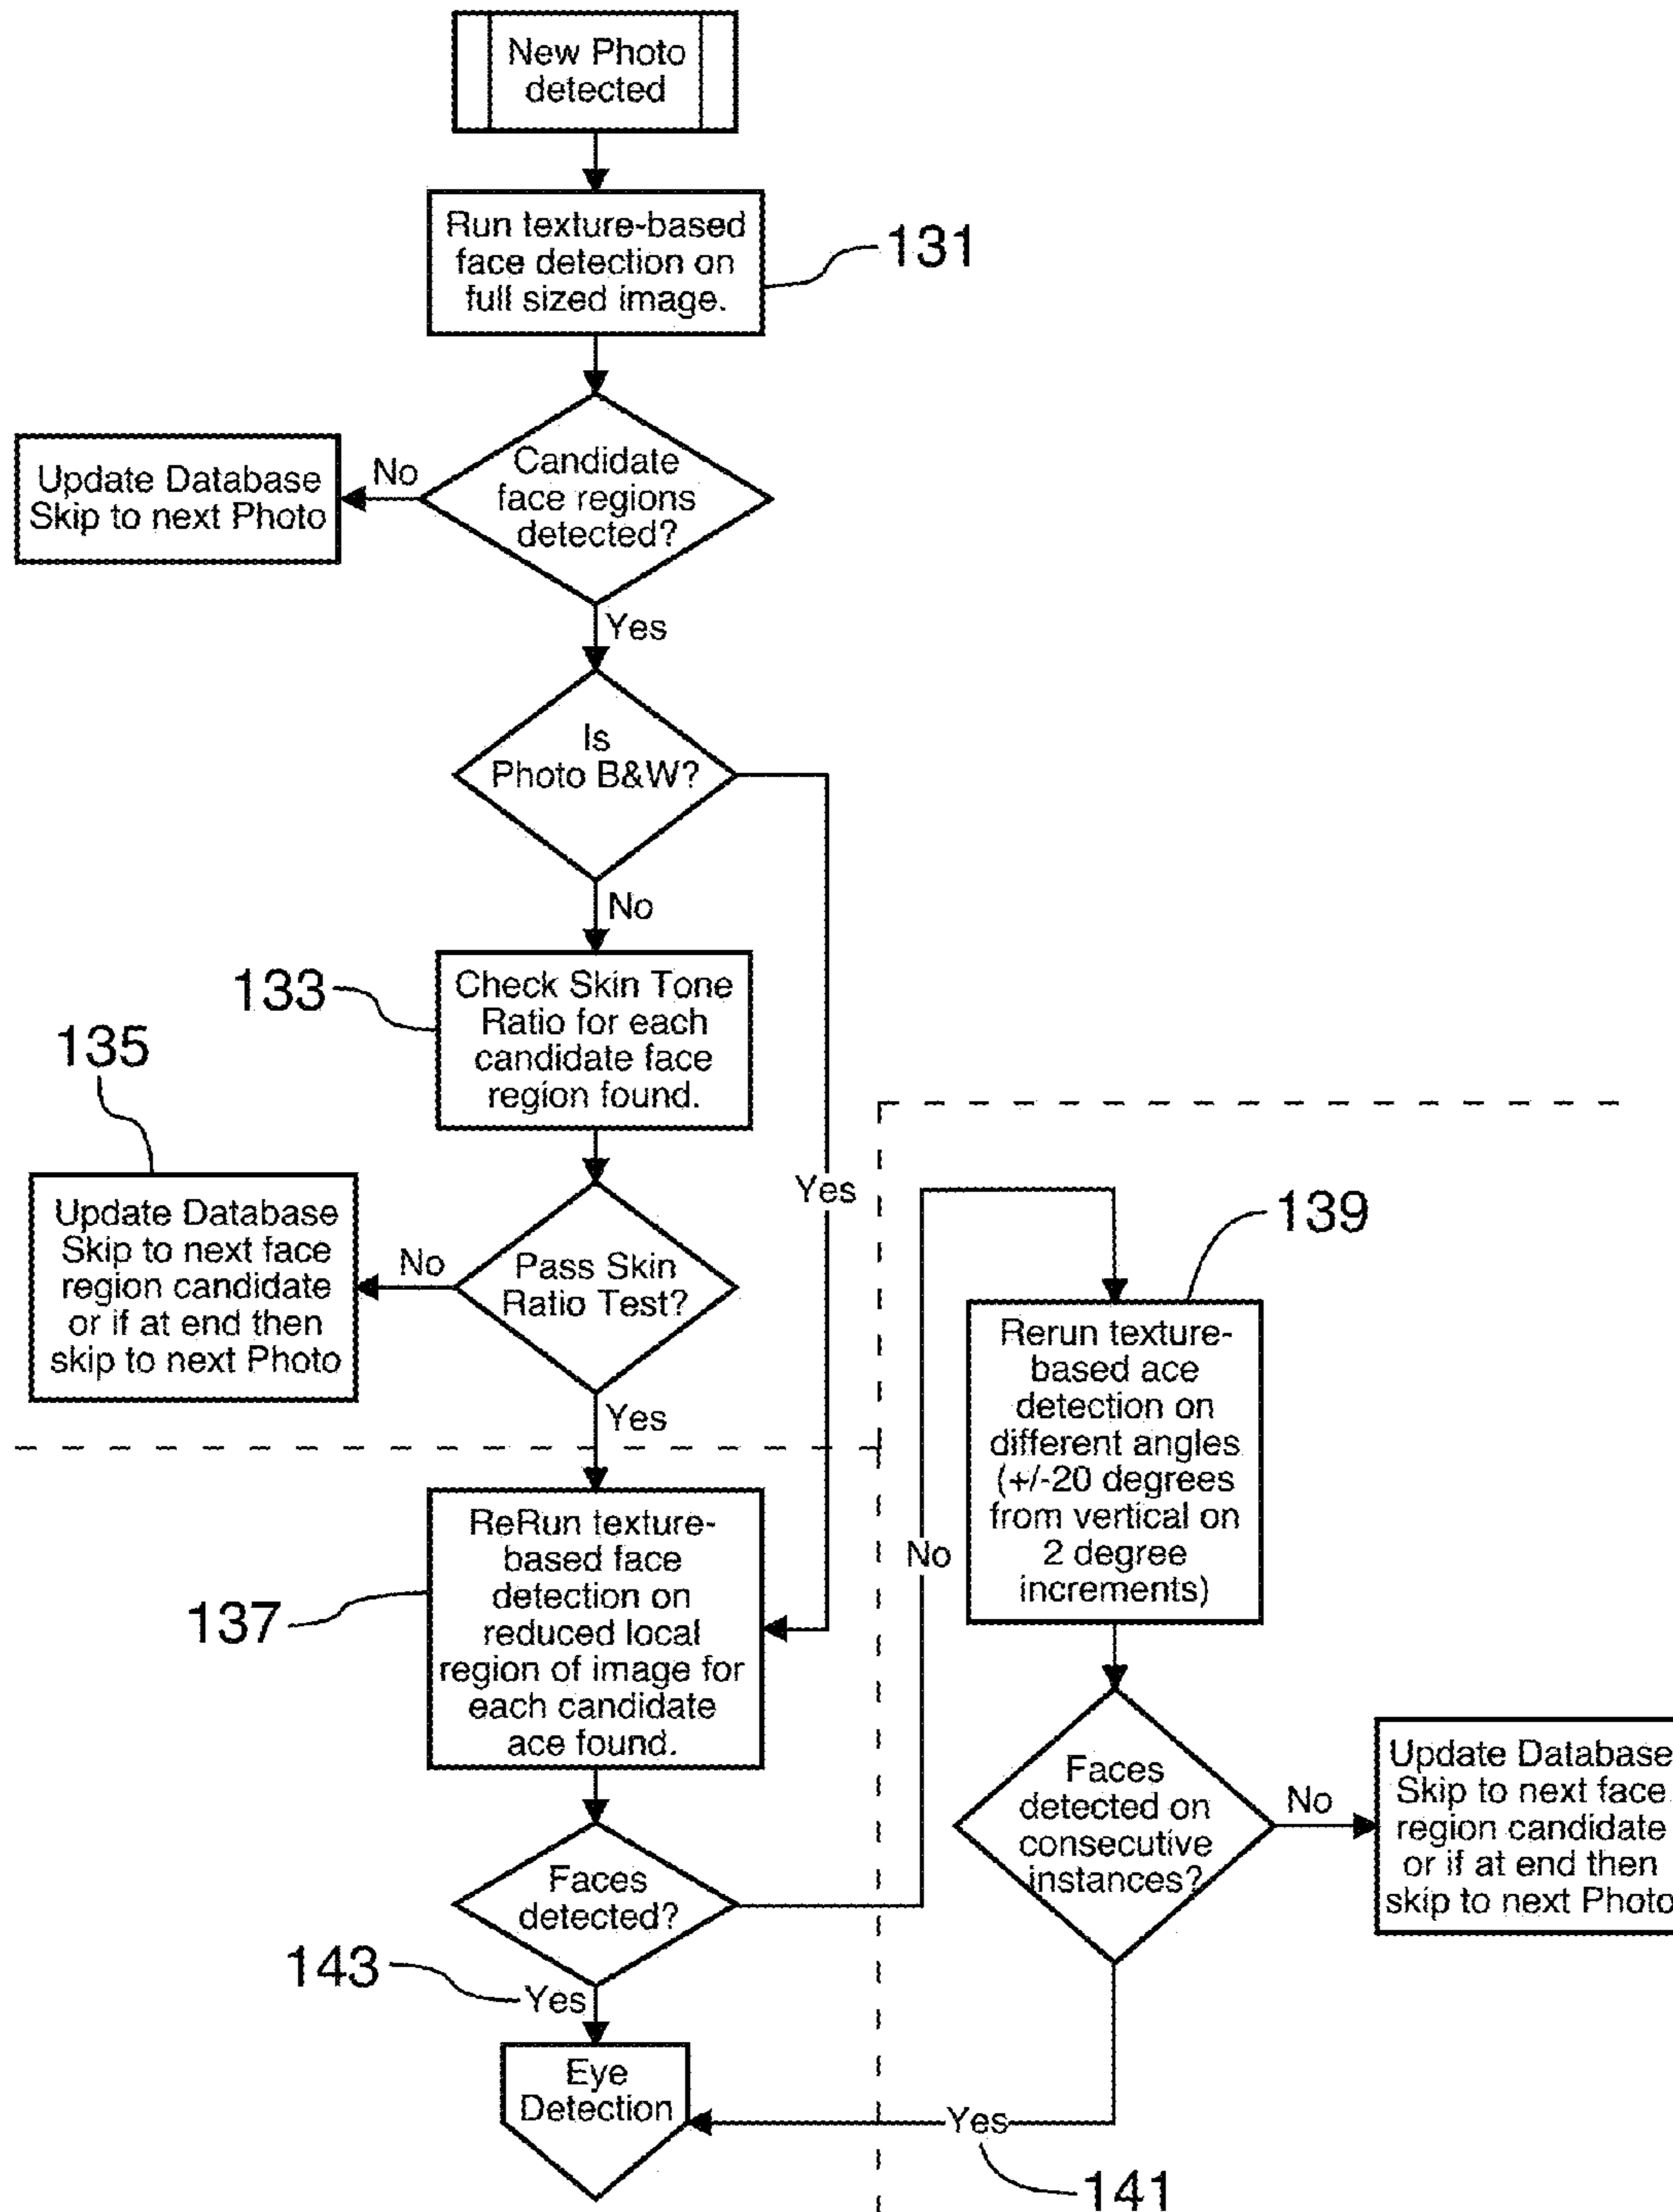 New Photo
detected
Run texture-based
face detection on
full sized image.
131
Candidate
face regions
detected?
No
Update Database
Skip to next Photo
Yes
Is
Photo B&W?
No
Yes
133
Check Skin Tone
Ratio for each
candidate face
region found.
135
Update Database
Skip to next face
region candidate
or if at end then
skip to next Photo
No
Pass Skin
Ratio Test?
Yes
137
ReRun texture-
based face
detection on
reduced local
region of image for
each candidate
ace found.
Faces
detected?
No
143
Yes
Eye
Detection
139
Rerun texture-
based ace
detection on
different angles
(+/-20 degrees
from vertical on
2 degree
increments)
Faces
detected on
consecutive
instances?
No
Update Database
Skip to next face
region candidate
or if at end then
skip to next Photo
Yes
141